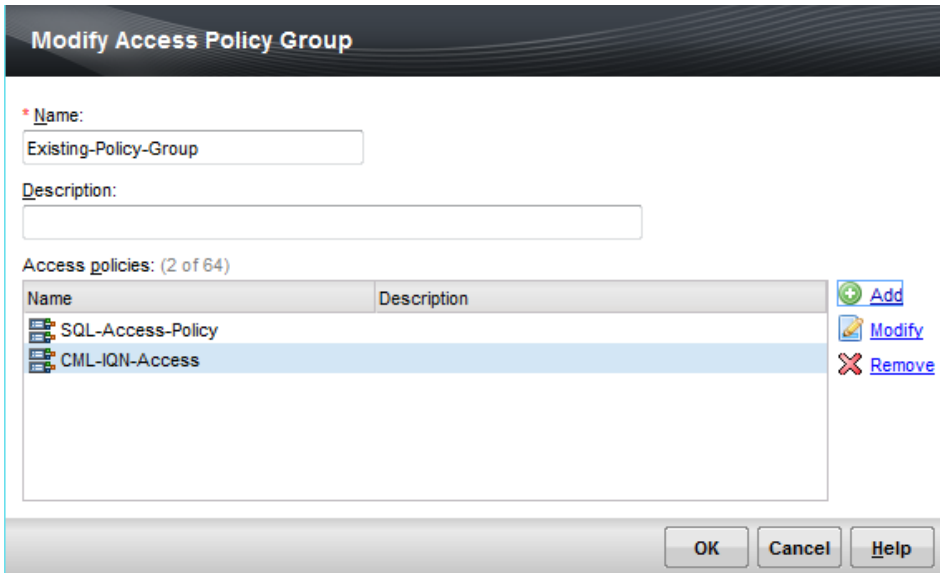 Modify Access Policy Group
* Name:
Existing-Policy-Group
Description:
Access policies: (2 of 64)
Name Description
SQL-Access-Policy
CML-IQN-Access
Add
Modify
Remove
OK Cancel Help